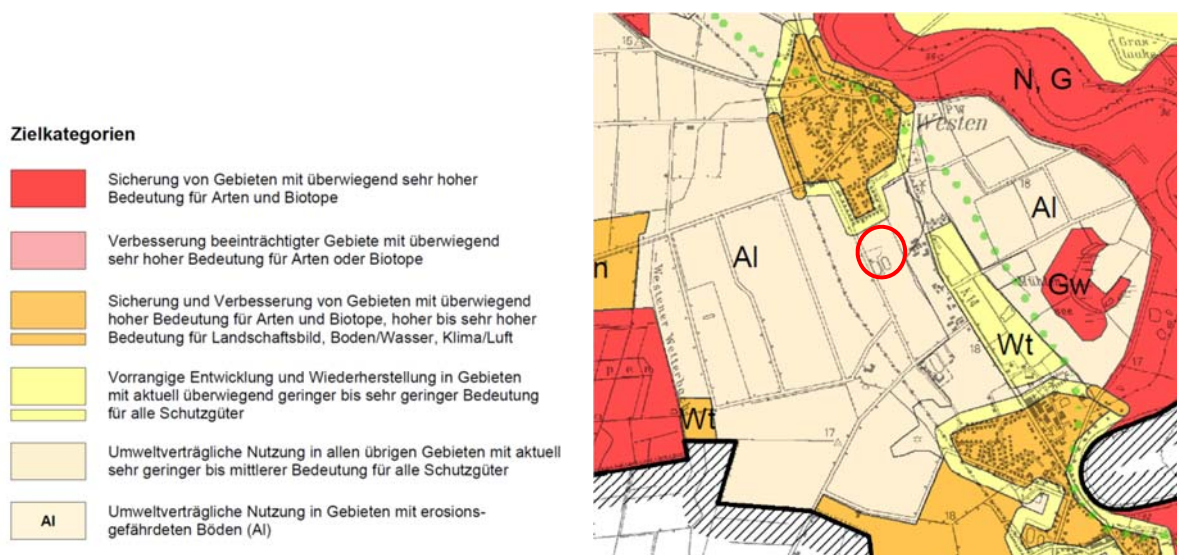 Zielkategorien
Sicherung von Gebieten mit überwiegend sehr hoher
Bedeutung für Arten und Biotope
Verbesserung beeinträchtigter Gebiete mit überwiegend
sehr hoher Bedeutung für Arten oder Biotope
Sicherung und Verbesserung von Gebieten mit überwiegend
hoher Bedeutung für Arten und Biotope, hoher bis sehr hoher
Bedeutung für Landschaftsbild, Boden/Wasser, Klima/Luft
Vorrangige Entwicklung und Wiederherstellung in Gebieten
mit aktuell überwiegend geringer bis sehr geringer Bedeutung
für alle Schutzgüter
Umweltverträgliche Nutzung in allen übrigen Gebieten mit aktuell
sehr geringer bis mittlerer Bedeutung für alle Schutzgüter
Al
Umweltverträgliche Nutzung in Gebieten mit erosions-
gefährdeten Böden (Al)
N, G
Westen
18
Al
Al
n
Gw
Wt
18
17
Wt
17
18